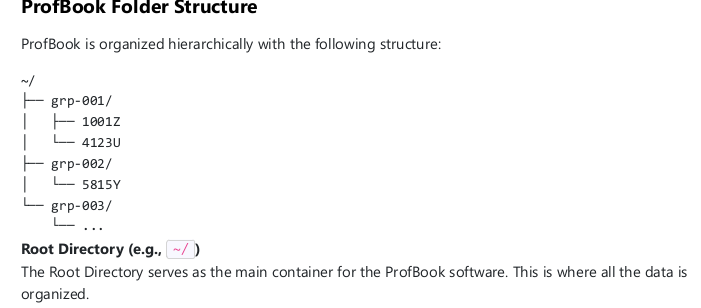 ProfBook Folder Structure
ProfBook is organized hierarchically with the following structure:
~/
├── grp-001/
│   ├── 1001Z
│   └── 4123U
├── grp-002/
│   └── 5815Y
└── grp-003/
    └── ...
Root Directory (e.g., ~/)
The Root Directory serves as the main container for the ProfBook software. This is where all the data is
organized.